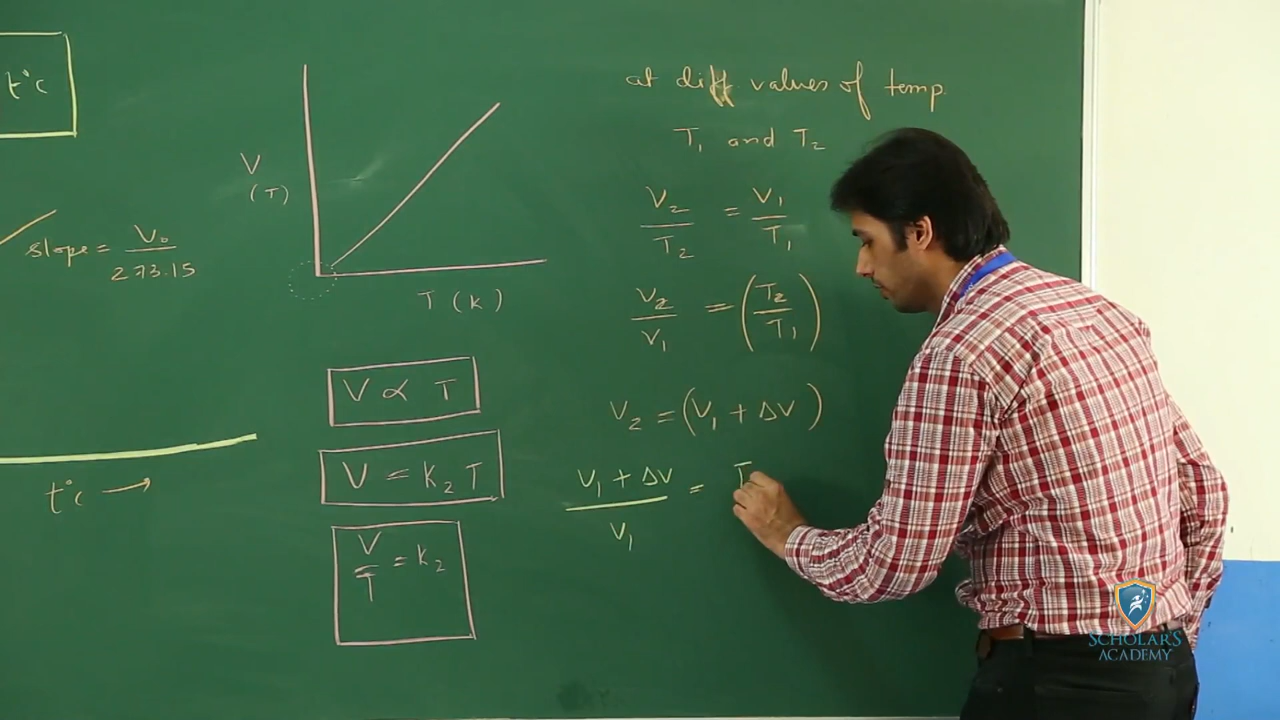 t°c
slope = V₀/273.15
t°c →
V
(T)
T (K)
V ∝ T
V = K₂ T
V/T = K₂
at diff values of temp.
T₁ and T₂
V₂/T₂ = V₁/T₁
V₂/V₁ = (T₂/T₁)
V₂ = (V₁ + ΔV)
V₁ + ΔV/V₁ = T
SCHOLAR'S
ACADEMY